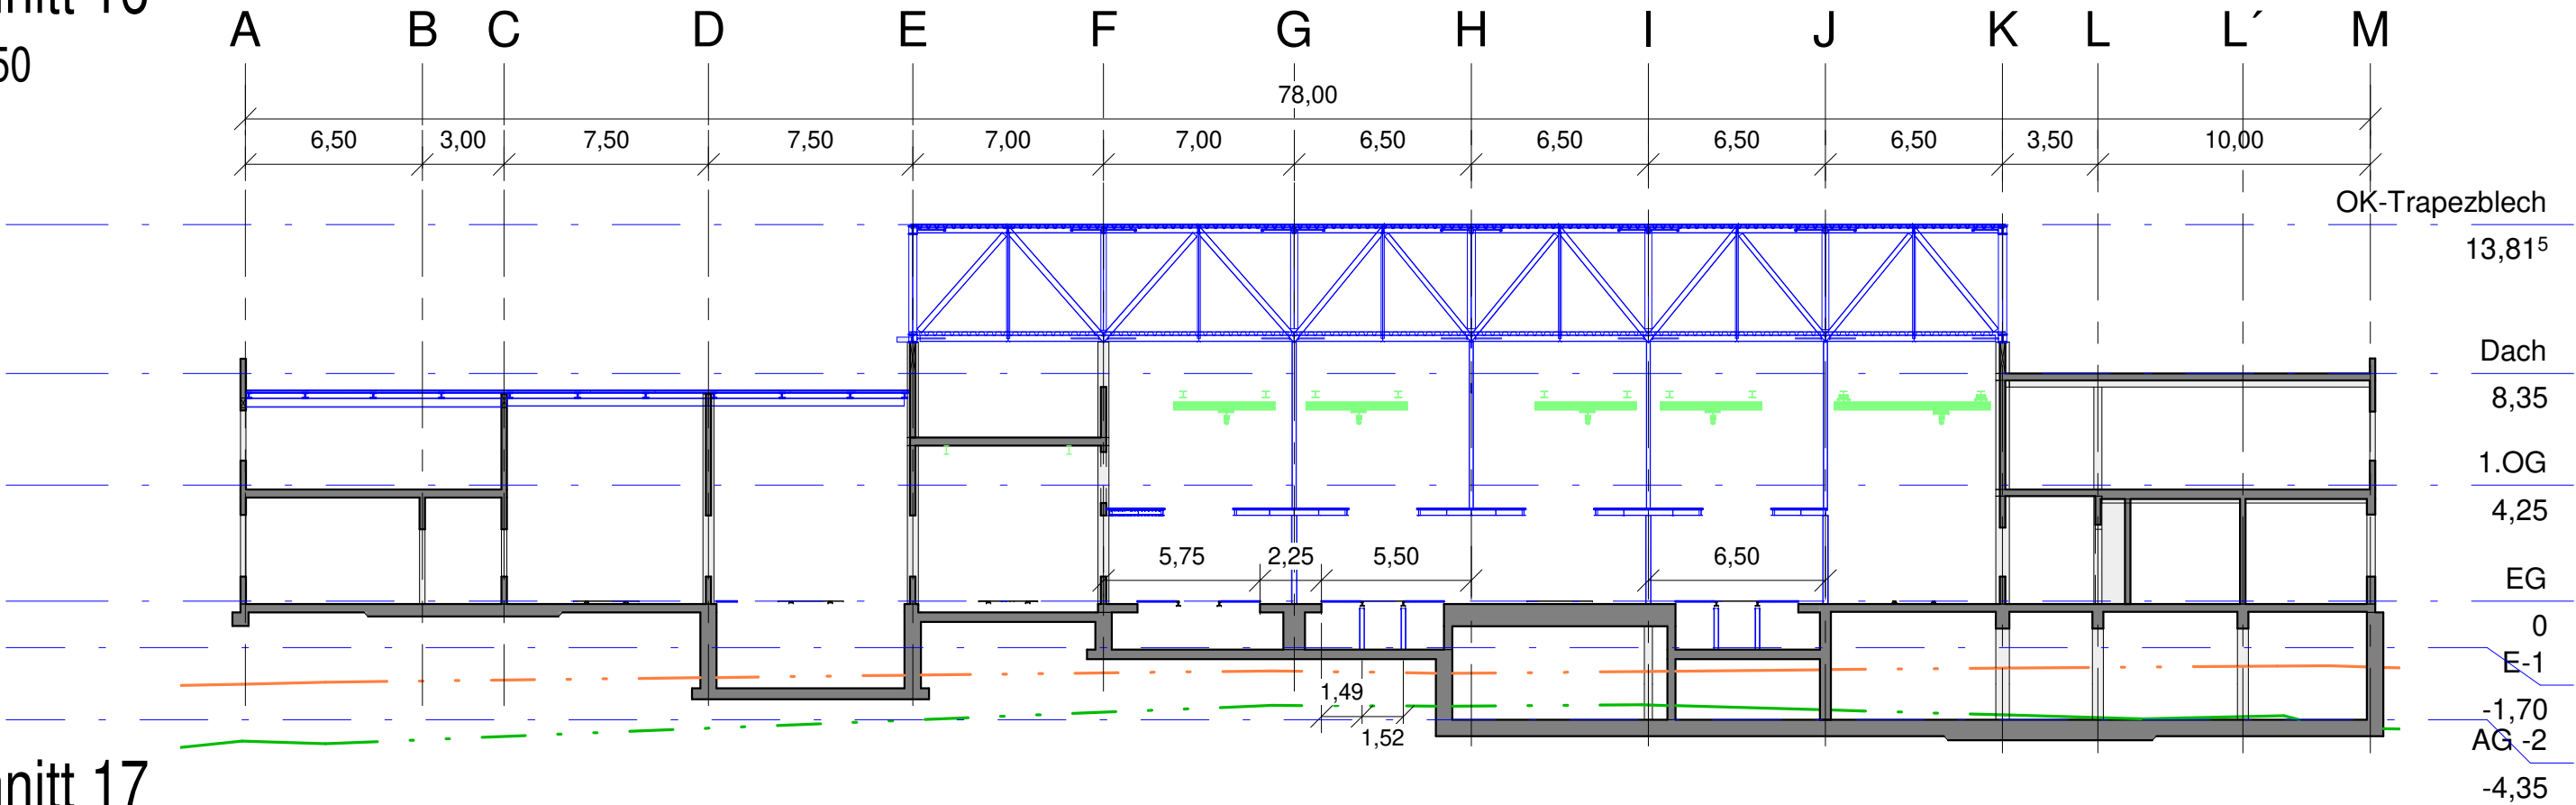 nitt 16
50
A B C D E F G H I J K L L´ M
78,00
6,50 3,00 7,50 7,50 7,00 7,00 6,50 6,50 6,50 6,50 3,50 10,00
OK-Trapezblech
13,81⁵
Dach
8,35
1.OG
4,25
5,75 2,25 5,50 6,50
EG
0
E-1
1,49
-1,70
1,52
AG -2
-4,35
nitt 17